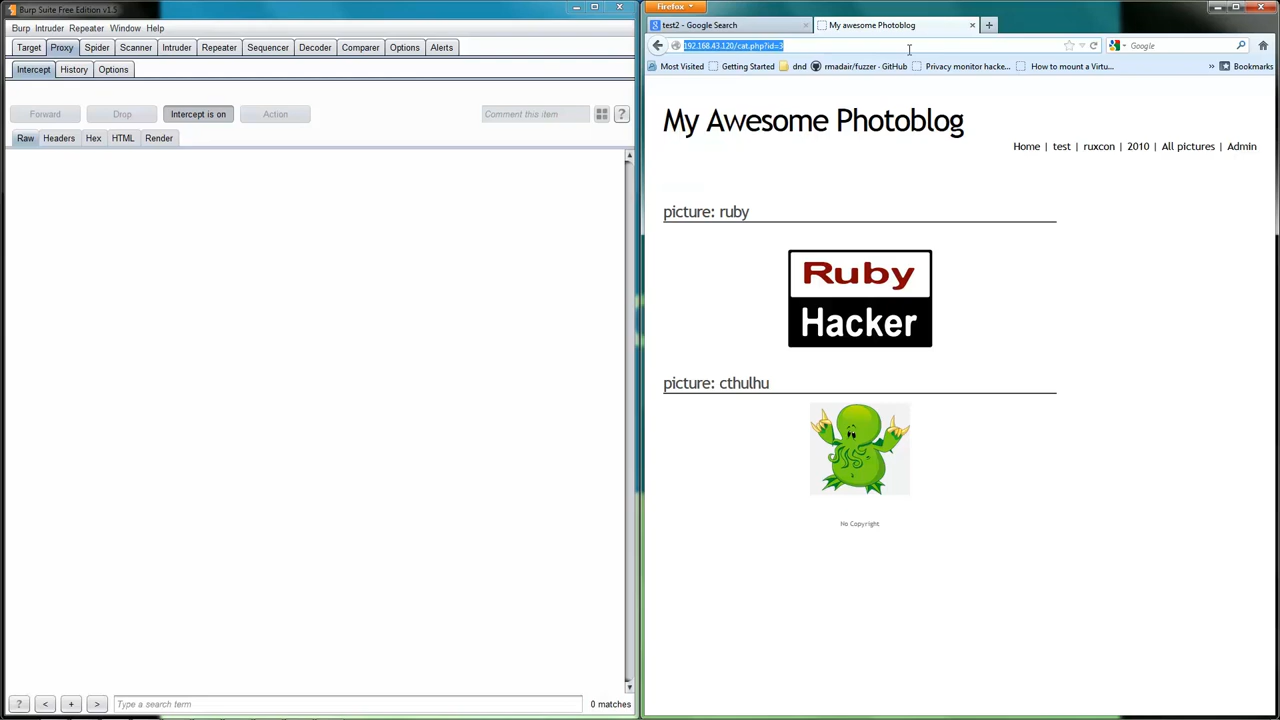 Burp Suite Free Edition v1.5
Burp Intruder Repeater Window Help
Target Proxy Spider Scanner Intruder Repeater Sequencer Decoder Comparer Options Alerts
Intercept History Options
Forward Drop Intercept is on Action Comment this item ?
Raw Headers Hex HTML Render
? < + > Type a search term 0 matches
Firefox
test2 - Google Search × My awesome Photoblog × +
192.168.43.120/cat.php?id=3 Google
Most Visited Getting Started dnd rmadair/fuzzer · GitHub Privacy monitor hacke... How to mount a Virtu... » Bookmarks
My Awesome Photoblog
Home | test | ruxcon | 2010 | All pictures | Admin
picture: ruby
Ruby
Hacker
picture: cthulhu
No Copyright